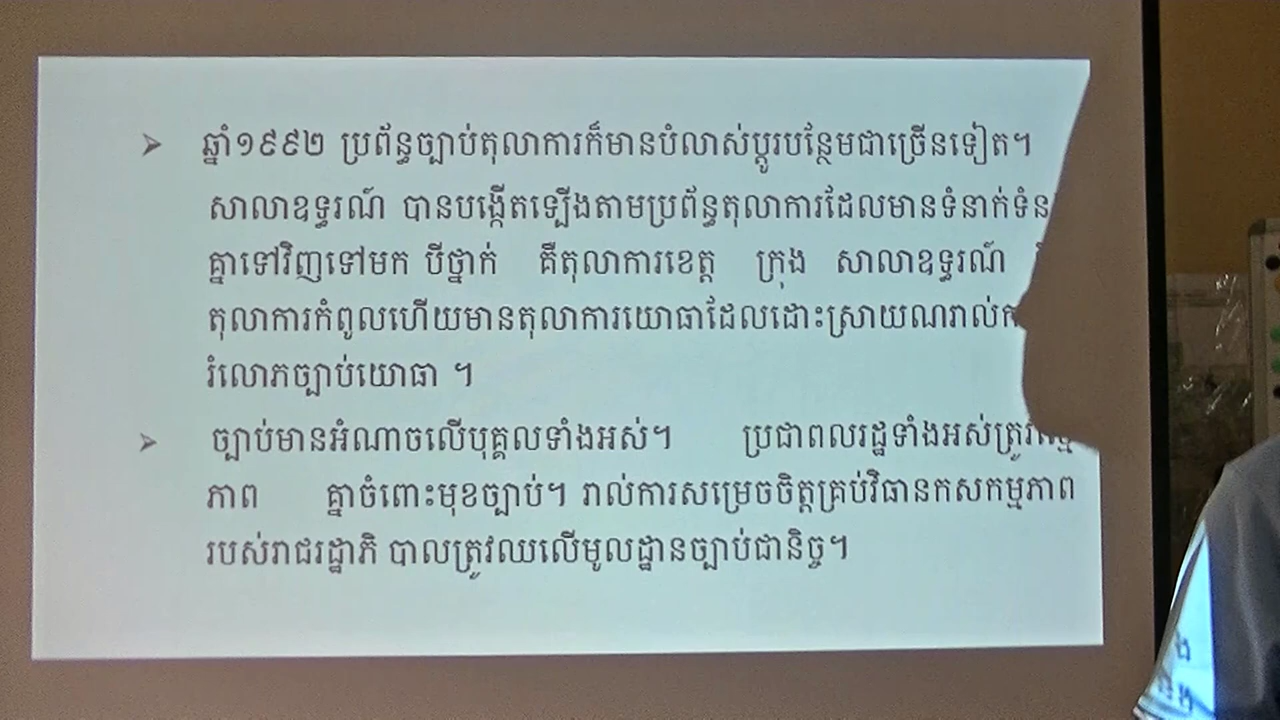 ➢ ឆ្នាំ១៩៩២ ប្រព័ន្ធច្បាប់តុលាការក៏មានបំលាស់ប្តូរបន្ថែមជាច្រើនទៀត។
សាលាឧទ្ធរណ៍ បានបង្កើតឡើងតាមប្រព័ន្ធតុលាការដែលមានទំនាក់ទំន
គ្នាទៅវិញទៅមក បីថ្នាក់ គឺតុលាការខេត្ត ក្រុង សាលាឧទ្ធរណ៍
តុលាការកំពូលហើយមានតុលាការយោធាដែលដោះស្រាយណរាល់
រំលោភច្បាប់យោធា ។
➢ ច្បាប់មានអំណាចលើបុគ្គលទាំងអស់។ ប្រជាពលរដ្ឋទាំងអស់ត្រូវ
ភាព គ្នាចំពោះមុខច្បាប់។ រាល់ការសម្រេចចិត្តគ្រប់វិធានកសកម្មភាព
របស់រាជរដ្ឋាភិ បាលត្រូវឈលើមូលដ្ឋានច្បាប់ជានិច្ច។